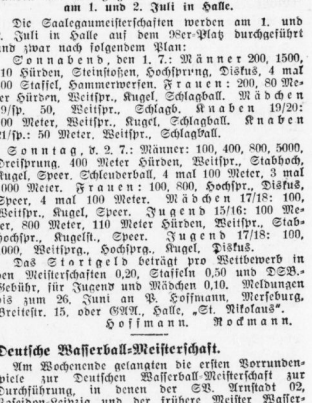 am 1. und 2. Juli in Halle.
Die Saalegaumeisterschaften werden am 1. und
2. Juli in Halle auf dem 98er-Platz durchgeführt
und zwar nach folgendem Plan:
Sonnabend, den 1. 7.: Männer 200, 1500,
110 Hürden, Steinstoßen, Hochsprung, Diskus, 4 mal
100 Staffel, Hammerwerfen. Frauen: 200, 80 Me-
ter Hürden, Weitspr., Kugel, Schlagball. Mädchen
19/sp. 50, Weitspr., Schlagb. Knaben 19/20:
100 Meter, Weitspr., Kugel, Schlagball. Knaben
21/sp.: 50 Meter, Weitspr., Schlagball.
Sonntag, d. 2. 7.: Männer: 100, 400, 800, 5000,
Dreisprung, 400 Meter Hürden, Weitspr., Stabhoch,
Kugel, Speer, Schleuderball, 4 mal 100 Meter, 3 mal
1000 Meter. Frauen: 100, 800, Hochspr., Diskus,
Speer, 4 mal 100 Meter. Mädchen 17/18: 100,
Weitspr., Kugel, Speer. Jugend 15/16: 100 Me-
ter, 800 Meter, 110 Meter Hürden, Weitspr., Stab-
hochspr., Kugelst., Speer. Jugend 17/18: 100,
1000, Weitsprg., Hochsprg., Kugel, Diskus.
Das Startgeld beträgt pro Wettbewerb in
den Meisterschaften 0,20, Staffeln 0,50 und DSB.-
Gebühr, für Jugend und Mädchen 0,10. Meldungen
bis zum 26. Juni an P. Hoffmann, Merseburg,
Breitestr. 15, oder GAA., Halle, „St. Nikolaus".
Hoffmann. Rockmann.
Deutsche Wasserball-Meisterschaft.
Am Wochenende gelangten die ersten Vorrunden-
spiele zur Deutschen Wasserball-Meisterschaft zur
Durchführung, in denen der SV. Arnstadt 02,
Poseidon-Leipzig und der frühere Meister Wasser-